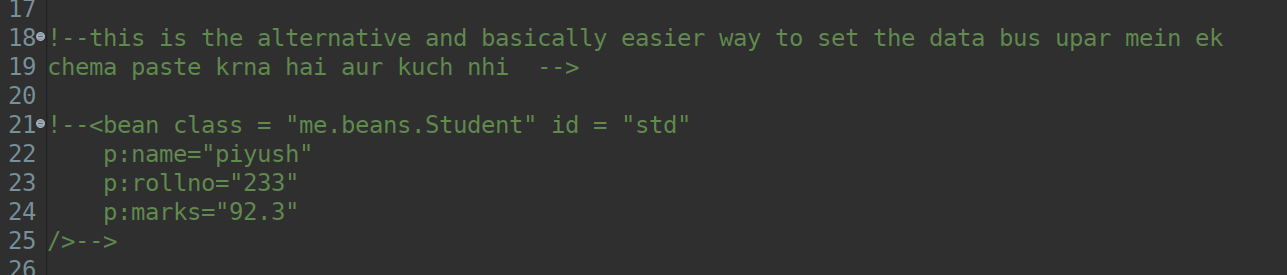 17
18 !--this is the alternative and basically easier way to set the data bus upar mein ek
19 chema paste krna hai aur kuch nhi  -->
20
21 !--<bean class = "me.beans.Student" id = "std"
22     p:name="piyush"
23     p:rollno="233"
24     p:marks="92.3"
25 />-->
26